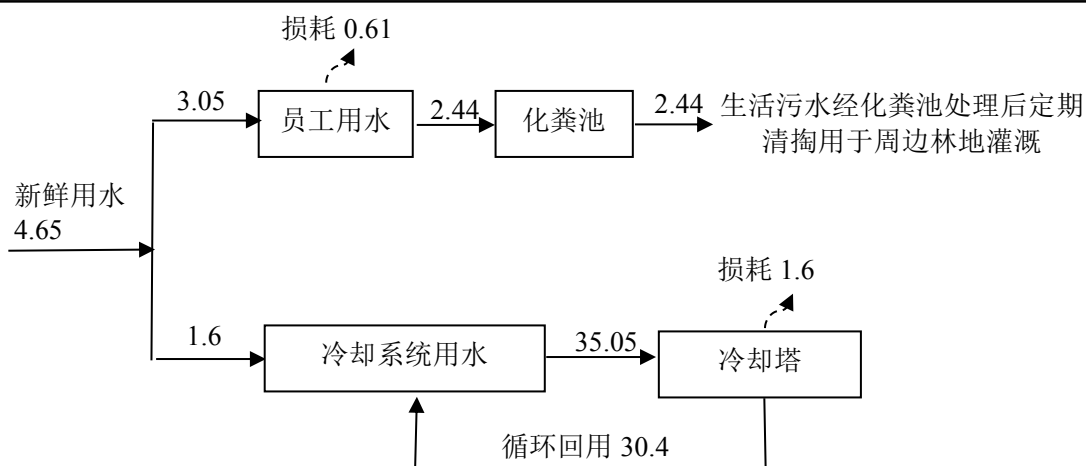 损耗 0.61
3.05
员工用水
2.44
化粪池
2.44
生活污水经化粪池处理后定期
清掏用于周边林地灌溉
新鲜用水
4.65
损耗 1.6
1.6
冷却系统用水
35.05
冷却塔
循环回用 30.4